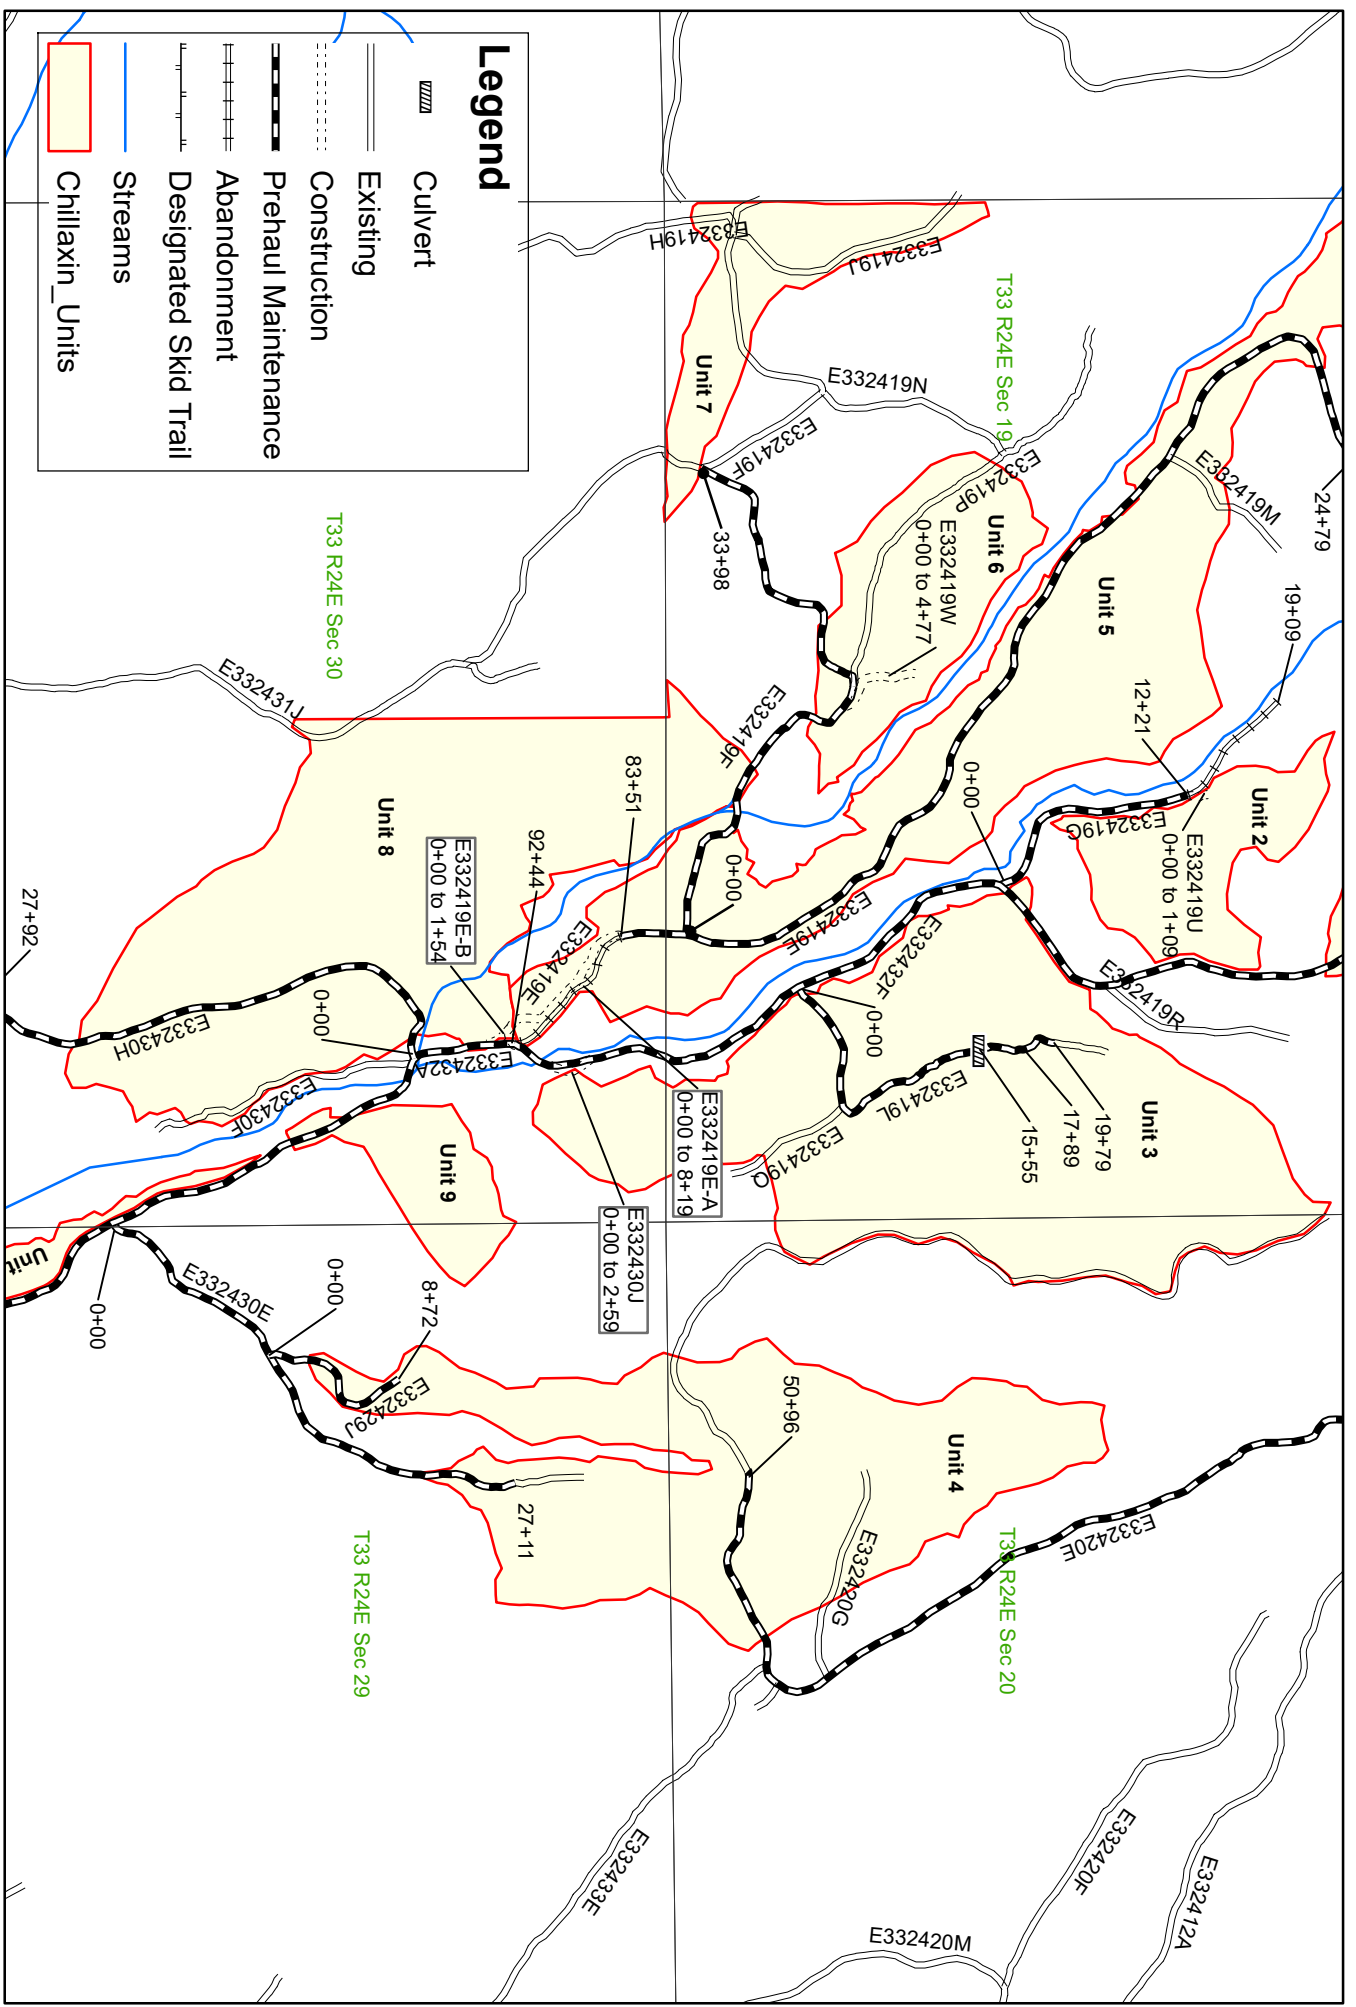 Legend
Culvert
Existing
Construction
Prehaul Maintenance
Abandonment
Designated Skid Trail
Streams
Chillaxin_Units
24+79
E332419M
19+09
T33 R24E Sec 19
E332419J
E332419H
E332419N
Unit 7
E332419F
33+98
E332419P
Unit 6
E332419W
0+00 to 4+77
Unit 5
12+21
Unit 2
E332419U
0+00 to 1+09
E332419G
0+00
E332419F
0+00
83+51
E332419E
E332432F
E332419R
0+00
E332419L
15+55
17+89
19+79
Unit 3
E332419Q
T33 R24E Sec 30
E332431J
Unit 8
E332419E-B
0+00 to 1+54
92+44
E332419E
E332419E-A
0+00 to 8+19
E332430J
0+00 to 2+59
27+92
E332430H
0+00
E332432A
E332430F
Unit 9
Unit
0+00
E332430E
0+00
8+72
E332429J
27+11
T33 R24E Sec 29
50+96
Unit 4
E332420G
E332420E
T33 R24E Sec 20
E332433E
E332420F
E332412A
E332420M